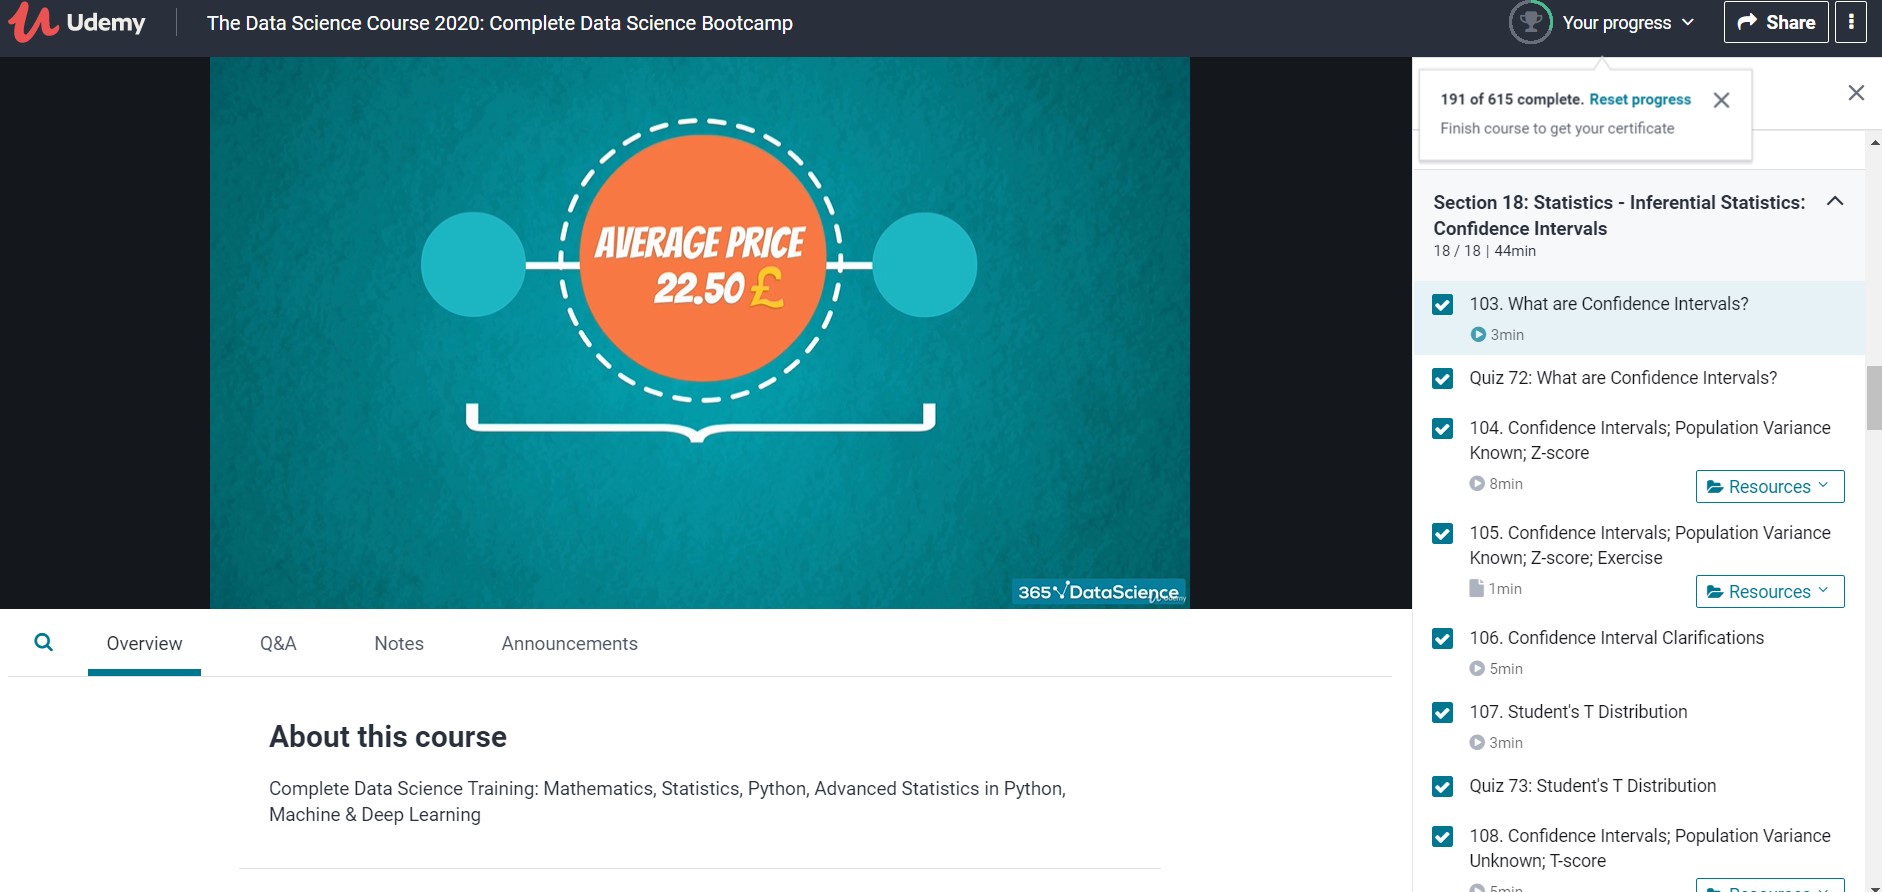 Udemy
The Data Science Course 2020: Complete Data Science Bootcamp
Your progress
Share
191 of 615 complete. Reset progress
Finish course to get your certificate
AVERAGE PRICE
22.50 £
365 DataScience
Udemy
Section 18: Statistics - Inferential Statistics:
Confidence Intervals
18 / 18 | 44min
103. What are Confidence Intervals?
3min
Quiz 72: What are Confidence Intervals?
104. Confidence Intervals; Population Variance
Known; Z-score
8min
Resources
105. Confidence Intervals; Population Variance
Known; Z-score; Exercise
1min
Resources
106. Confidence Interval Clarifications
5min
107. Student's T Distribution
3min
Quiz 73: Student's T Distribution
108. Confidence Intervals; Population Variance
Unknown; T-score
5min
Resources
Overview
Q&A
Notes
Announcements
About this course
Complete Data Science Training: Mathematics, Statistics, Python, Advanced Statistics in Python,
Machine & Deep Learning